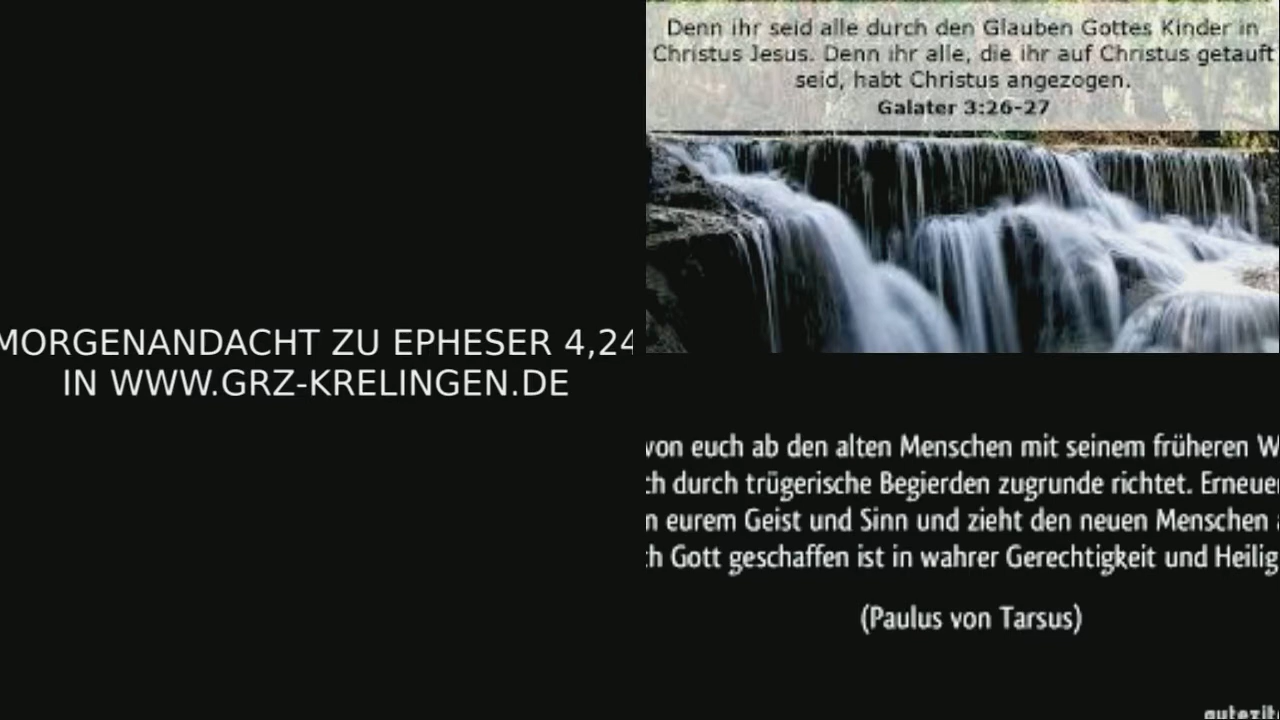 MORGENANDACHT ZU EPHESER 4,24
IN WWW.GRZ-KRELINGEN.DE
Denn ihr seid alle durch den Glauben Gottes Kinder in
Christus Jesus. Denn ihr alle, die ihr auf Christus getauft
seid, habt Christus angezogen.
Galater 3:26-27
von euch ab den alten Menschen mit seinem früheren
durch trügerische Begierden zugrunde richtet.
eurem Geist und Sinn und zieht den neuen Menschen
Gott geschaffen ist in wahrer Gerechtigkeit und
(Paulus von Tarsus)